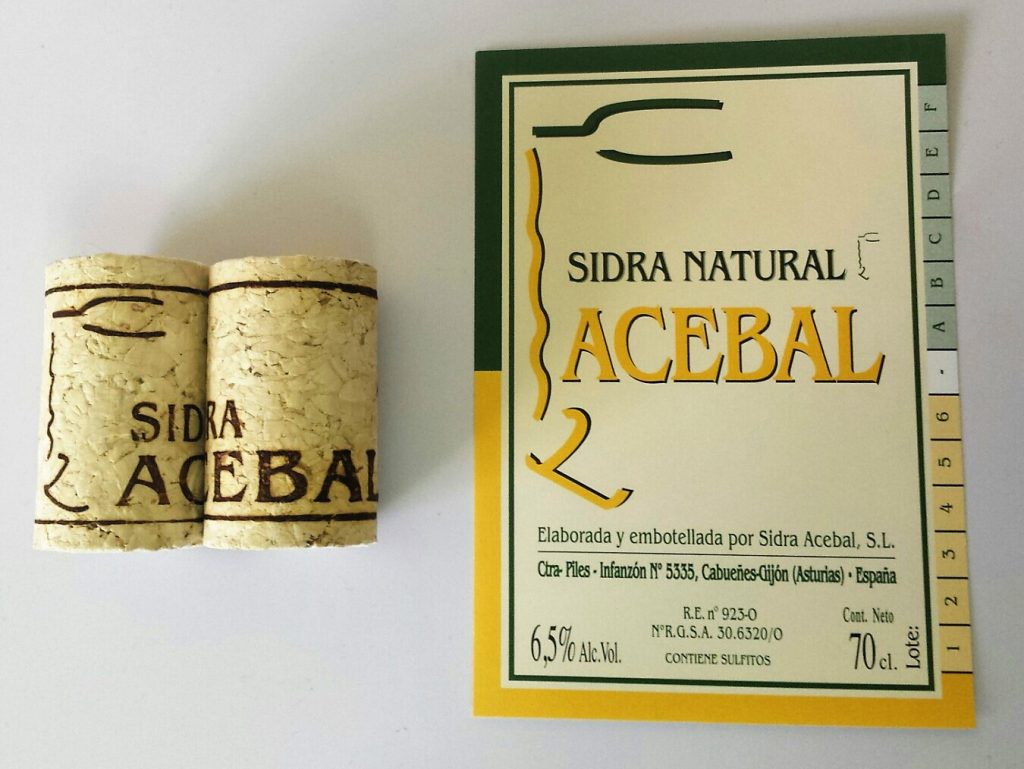 SIDRA
ACEBAL
SIDRA NATURAL
ACEBAL
Elaborada y embotellada por Sidra Acebal, S.L.
Ctra- Piles - Infanzón Nº 5335, Cabueñes-Gijón (Asturias) • España
6,5% Alc.Vol.
R.E. nº 923-O
NºR.G.S.A. 30.6320/O
CONTIENE SULFITOS
Cont. Neto
70 cl.
Lote:
1 2 3 4 5 6 - A B C D E F